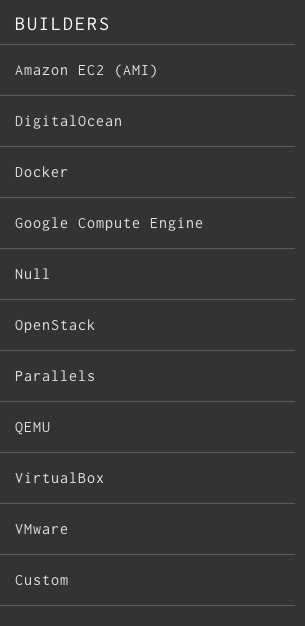 BUILDERS
Amazon EC2 (AMI)
DigitalOcean
Docker
Google Compute Engine
Null
OpenStack
Parallels
QEMU
VirtualBox
VMware
Custom